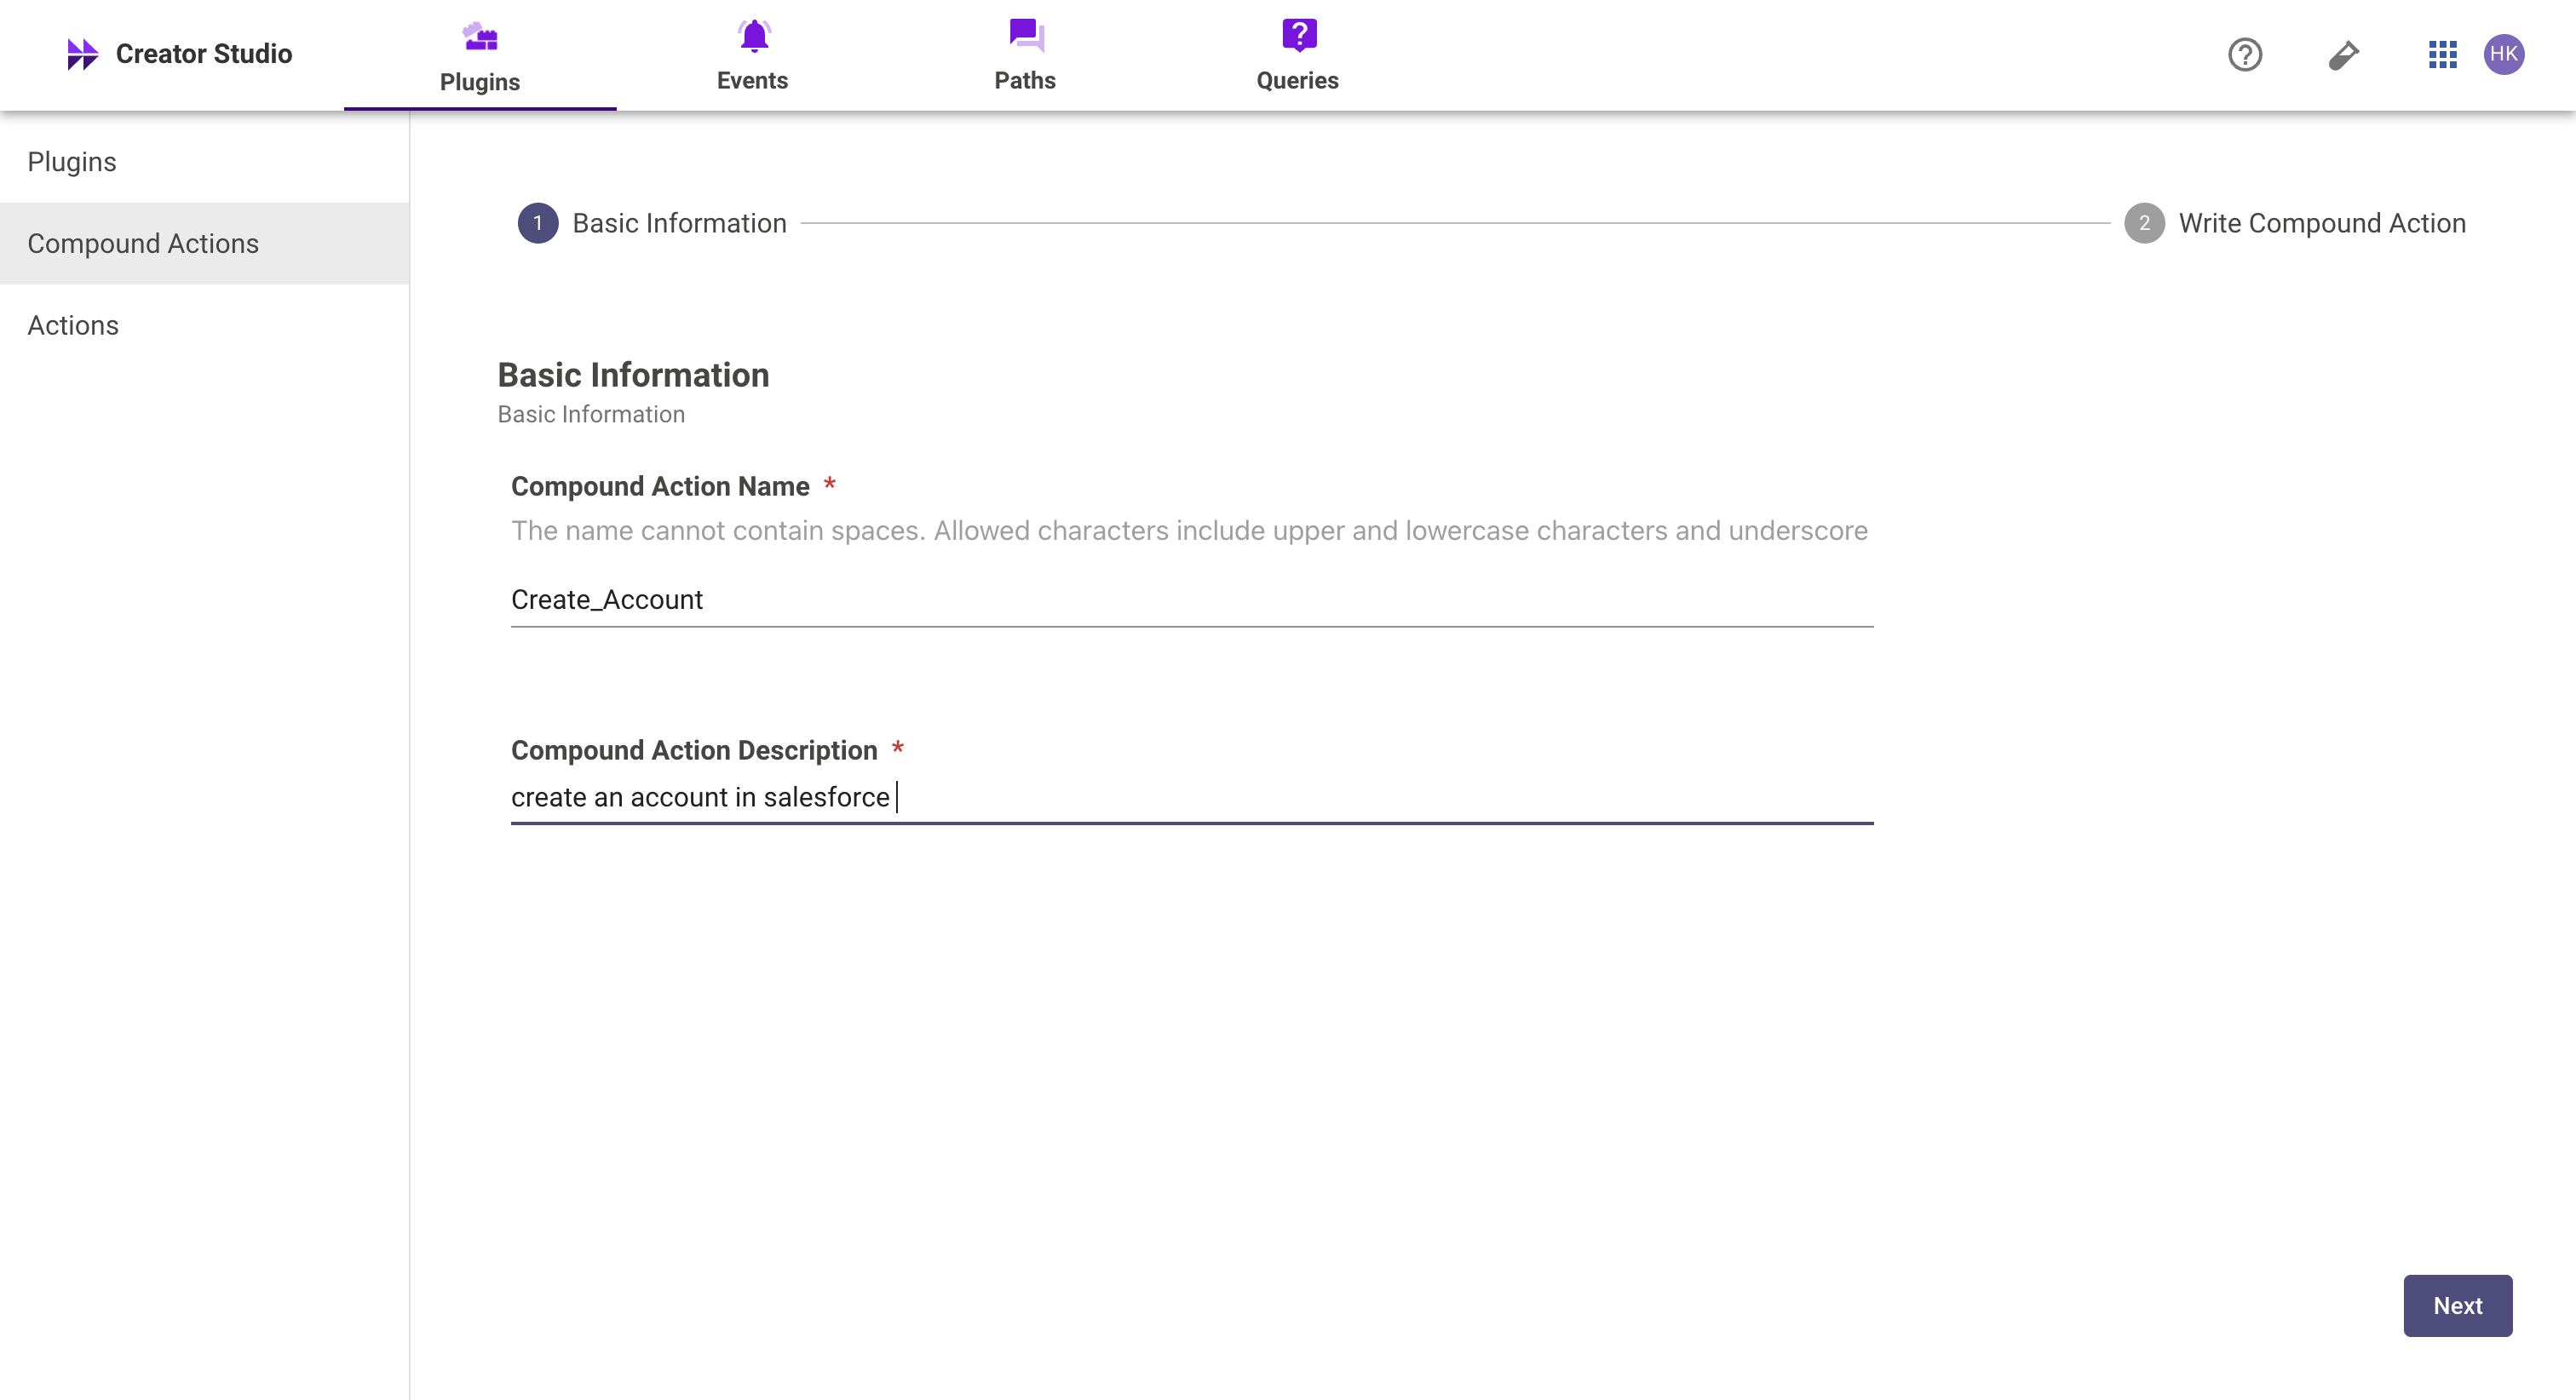 Creator Studio
Plugins
Events
Paths
? Queries
?
HK
Plugins
Compound Actions
Actions
1 Basic Information
2 Write Compound Action
Basic Information
Basic Information
Compound Action Name *
The name cannot contain spaces. Allowed characters include upper and lowercase characters and underscore
Create_Account
Compound Action Description *
create an account in salesforce
Next